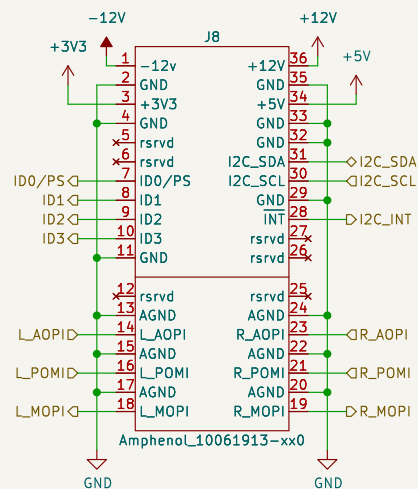 -12V +12V
J8
+3V3 +5V
1 -12v +12V 36
2 GND GND 35
3 +3V3 +5V 34
4 GND GND 33
5 rsrvd GND 32
6 rsrvd I2C_SDA 31 I2C_SDA
ID0/PS 7 ID0/PS I2C_SCL 30 I2C_SCL
ID1 8 ID1 GND 29
ID2 9 ID2 INT 28 I2C_INT
ID3 10 ID3 rsrvd 27
11 GND rsrvd 26
12 rsrvd rsrvd 25
13 AGND AGND 24
L_AOPI 14 L_AOPI R_AOPI 23 R_AOPI
15 AGND AGND 22
L_POMI 16 L_POMI R_POMI 21 R_POMI
17 AGND AGND 20
L_MOPI 18 L_MOPI R_MOPI 19 R_MOPI
Amphenol_10061913-xx0
GND GND